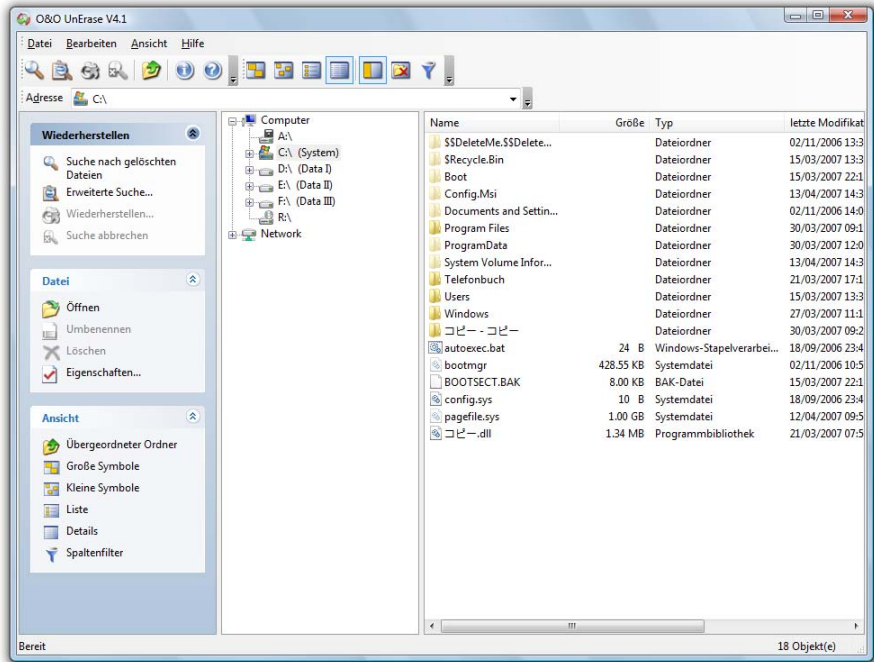 O&O UnErase V4.1
Datei Bearbeiten Ansicht Hilfe
Adresse C:\
Wiederherstellen
Suche nach gelöschten
Dateien
Erweiterte Suche...
Wiederherstellen...
Suche abbrechen
Datei
Öffnen
Umbenennen
Löschen
Eigenschaften...
Ansicht
Übergeordneter Ordner
Große Symbole
Kleine Symbole
Liste
Details
Spaltenfilter
Computer
A:\
C:\ (System)
D:\ (Data I)
E:\ (Data II)
F:\ (Data III)
R:\
Network
Name Größe Typ letzte Modifikat
$$DeleteMe.$$Delete... Dateiordner 02/11/2006 13:3
$Recycle.Bin Dateiordner 15/03/2007 13:3
Boot Dateiordner 15/03/2007 22:1
Config.Msi Dateiordner 13/04/2007 14:3
Documents and Settin... Dateiordner 02/11/2006 14:0
Program Files Dateiordner 30/03/2007 09:1
ProgramData Dateiordner 30/03/2007 12:0
System Volume Infor... Dateiordner 13/04/2007 14:3
Telefonbuch Dateiordner 21/03/2007 17:1
Users Dateiordner 15/03/2007 13:3
Windows Dateiordner 27/03/2007 11:1
コピー - コピー Dateiordner 30/03/2007 09:2
autoexec.bat 24 B Windows-Stapelverarbei... 18/09/2006 23:4
bootmgr 428.55 KB Systemdatei 02/11/2006 10:5
BOOTSECT.BAK 8.00 KB BAK-Datei 15/03/2007 22:1
config.sys 10 B Systemdatei 18/09/2006 23:4
pagefile.sys 1.00 GB Systemdatei 12/04/2007 09:5
コピー.dll 1.34 MB Programmbibliothek 21/03/2007 07:5
Bereit 18 Objekt(e)